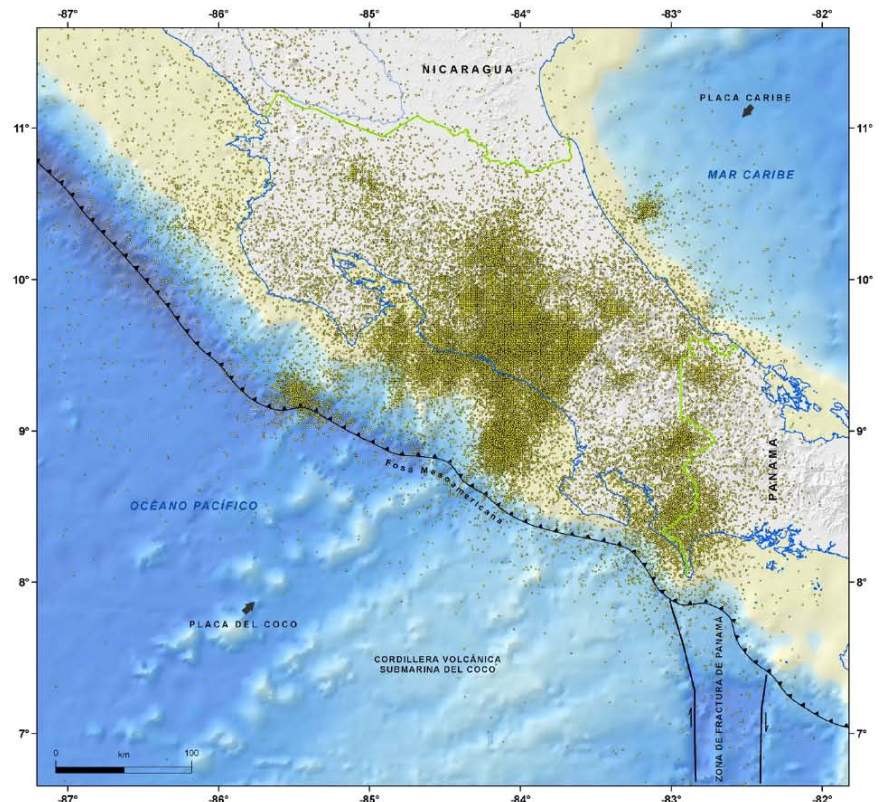 -87° -86° -85° -84° -83° -82°
NICARAGUA
PLACA CARIBE
11° 11°
MAR CARIBE
10° 10°
9° 9°
PANAMÁ
Fosa Mesoamericana
OCÉANO PACÍFICO
8° 8°
PLACA DEL COCO
ZONA DE FRACTURA DE PANAMÁ
CORDILLERA VOLCÁNICA
SUBMARINA DEL COCO
7° 7°
0 km 100
-87° -86° -85° -84° -83° -82°